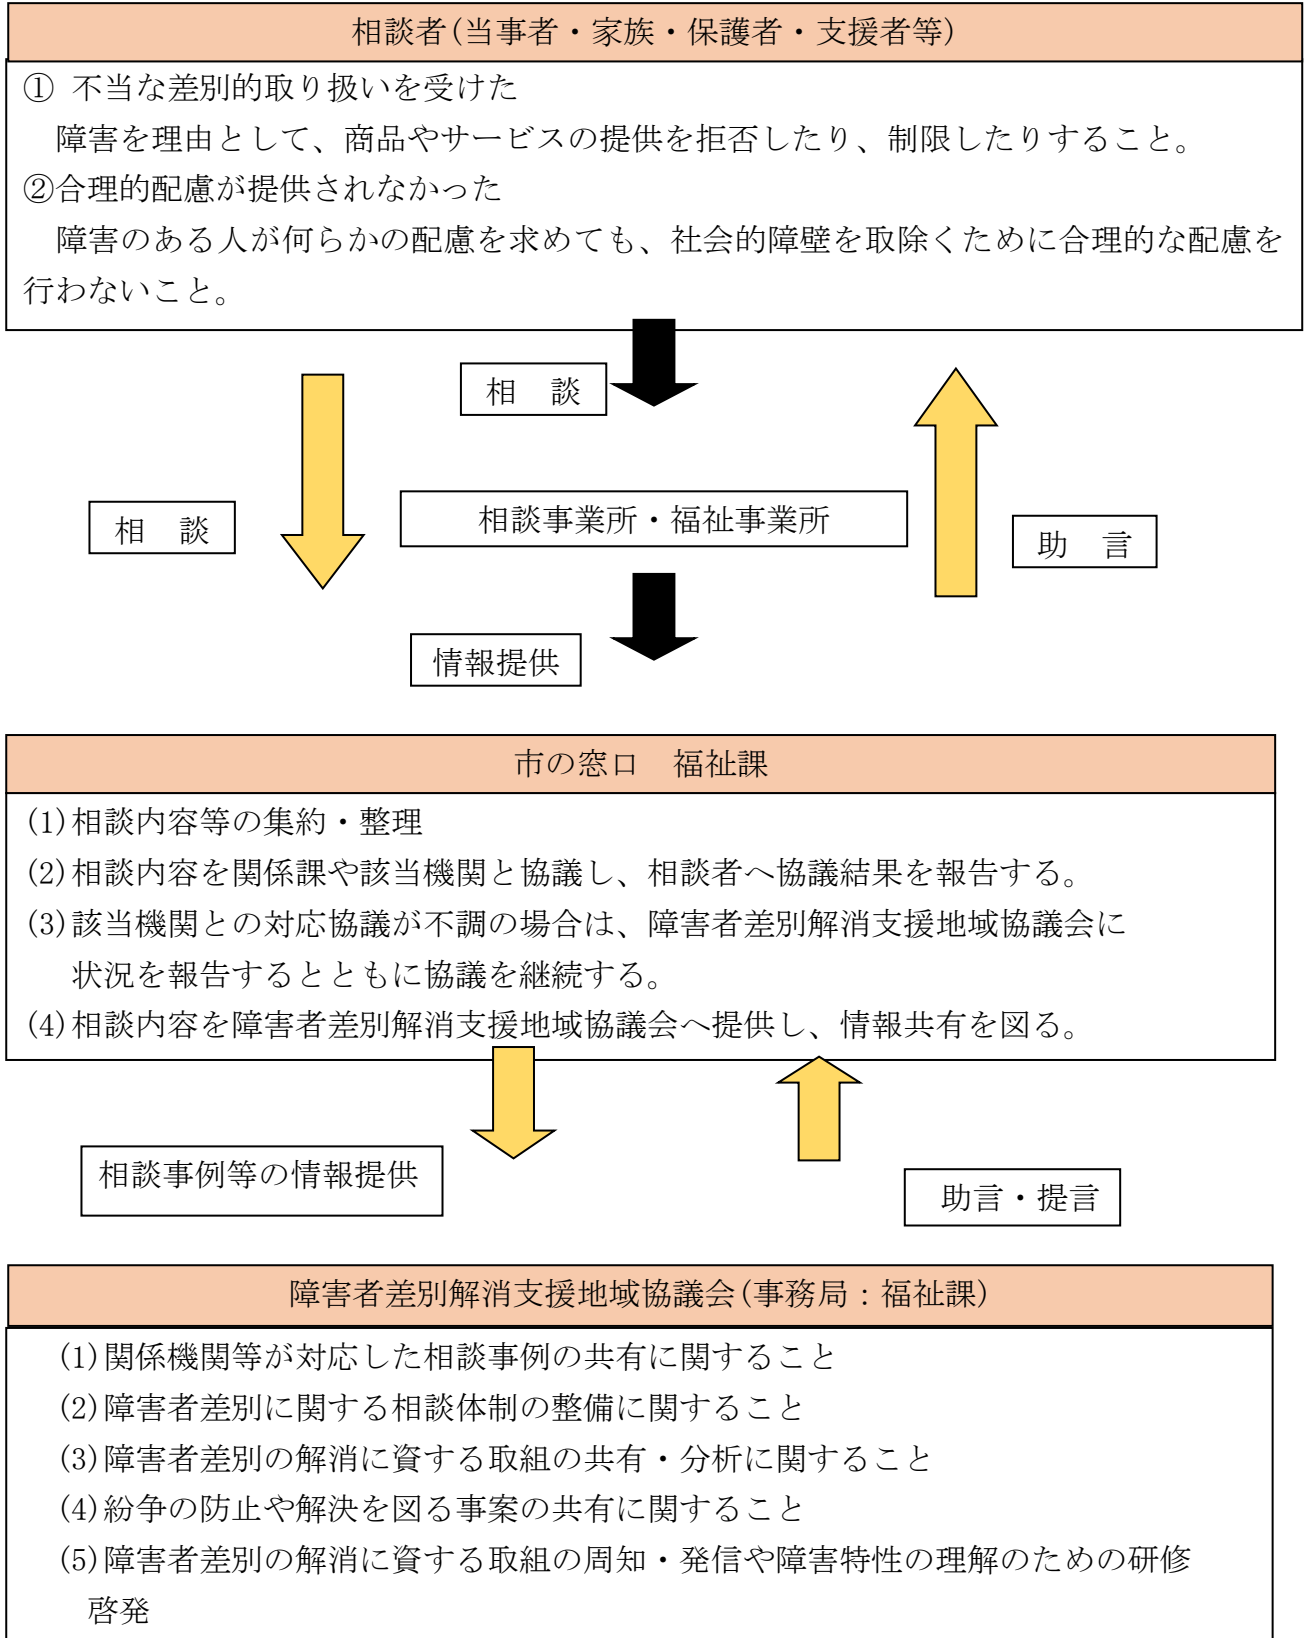 相談者(当事者・家族・保護者・支援者等)
① 不当な差別的取り扱いを受けた
障害を理由として、商品やサービスの提供を拒否したり、制限したりすること。
②合理的配慮が提供されなかった
障害のある人が何らかの配慮を求めても、社会的障壁を取除くために合理的な配慮を
行わないこと。
相 談
相 談
相談事業所・福祉事業所
助 言
情報提供
市の窓口 福祉課
(1)相談内容等の集約・整理
(2)相談内容を関係課や該当機関と協議し、相談者へ協議結果を報告する。
(3)該当機関との対応協議が不調の場合は、障害者差別解消支援地域協議会に
状況を報告するとともに協議を継続する。
(4)相談内容を障害者差別解消支援地域協議会へ提供し、情報共有を図る。
相談事例等の情報提供
助言・提言
障害者差別解消支援地域協議会(事務局：福祉課)
(1)関係機関等が対応した相談事例の共有に関すること
(2)障害者差別に関する相談体制の整備に関すること
(3)障害者差別の解消に資する取組の共有・分析に関すること
(4)紛争の防止や解決を図る事案の共有に関すること
(5)障害者差別の解消に資する取組の周知・発信や障害特性の理解のための研修
啓発